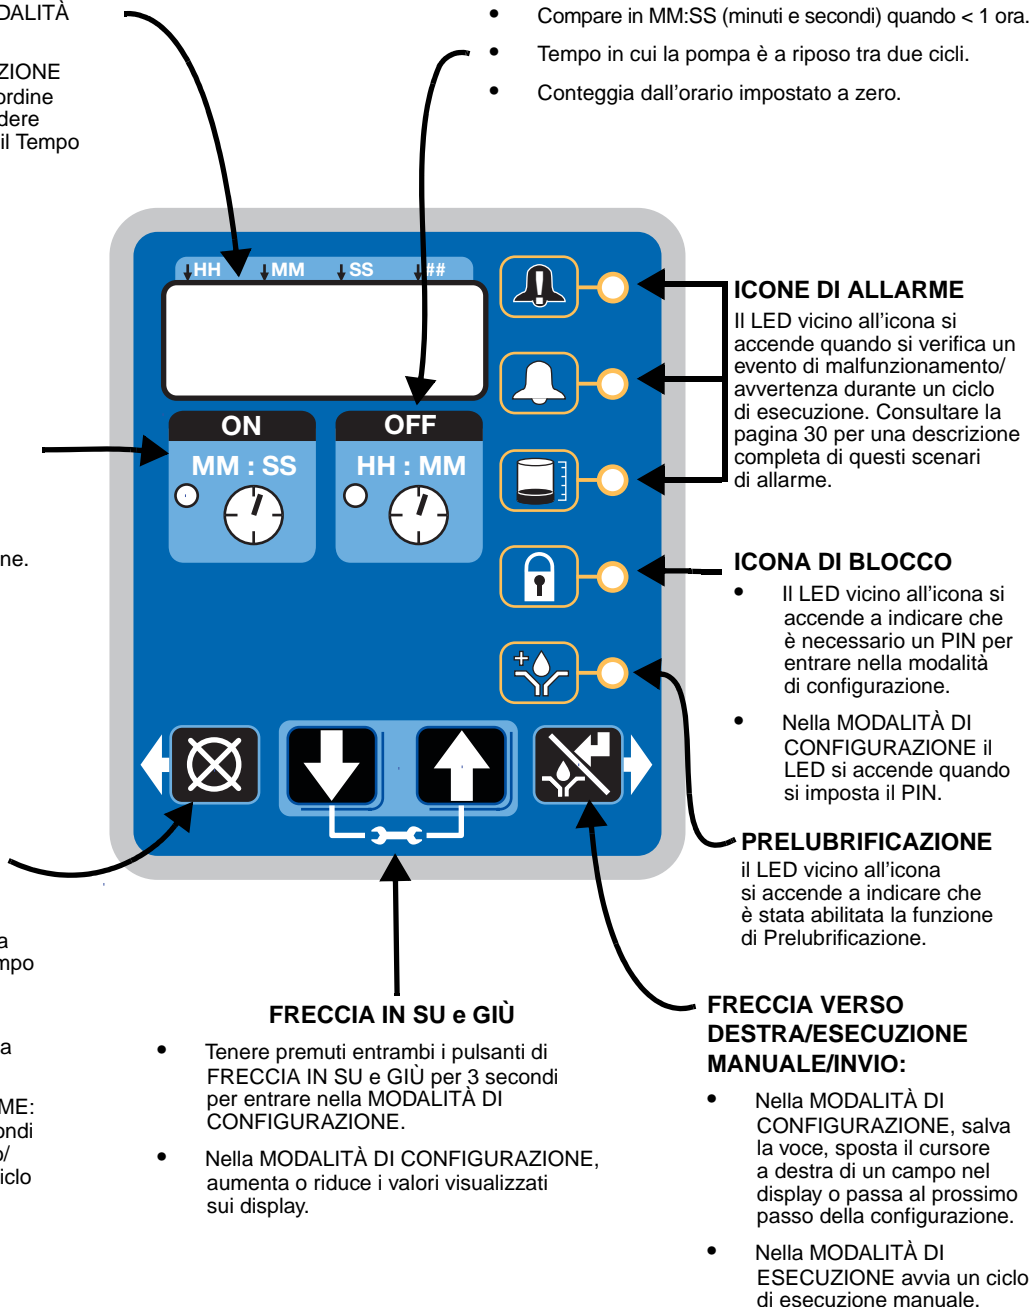 DALITÀ
ZIONE
ordine
dere
il Tempo
• Compare in MM:SS (minuti e secondi) quando < 1 ora.
• Tempo in cui la pompa è a riposo tra due cicli.
• Conteggia dall'orario impostato a zero.
HH MM SS ##
ON
MM : SS
OFF
HH : MM
ne.
ICONE DI ALLARME
Il LED vicino all'icona si
accende quando si verifica un
evento di malfunzionamento/
avvertenza durante un ciclo
di esecuzione. Consultare la
pagina 30 per una descrizione
completa di questi scenari
di allarme.
ICONA DI BLOCCO
• Il LED vicino all'icona si
accende a indicare che
è necessario un PIN per
entrare nella modalità
di configurazione.
• Nella MODALITÀ DI
CONFIGURAZIONE il
LED si accende quando
si imposta il PIN.
PRELUBRIFICAZIONE
il LED vicino all'icona
si accende a indicare che
è stata abilitata la funzione
di Prelubrificazione.
a
mpo
a
ME:
ondi
o/
iclo
FRECCIA IN SU e GIÙ
• Tenere premuti entrambi i pulsanti di
FRECCIA IN SU e GIÙ per 3 secondi
per entrare nella MODALITÀ DI
CONFIGURAZIONE.
• Nella MODALITÀ DI CONFIGURAZIONE,
aumenta o riduce i valori visualizzati
sui display.
FRECCIA VERSO
DESTRA/ESECUZIONE
MANUALE/INVIO:
• Nella MODALITÀ DI
CONFIGURAZIONE, salva
la voce, sposta il cursore
a destra di un campo nel
display o passa al prossimo
passo della configurazione.
• Nella MODALITÀ DI
ESECUZIONE avvia un ciclo
di esecuzione manuale.